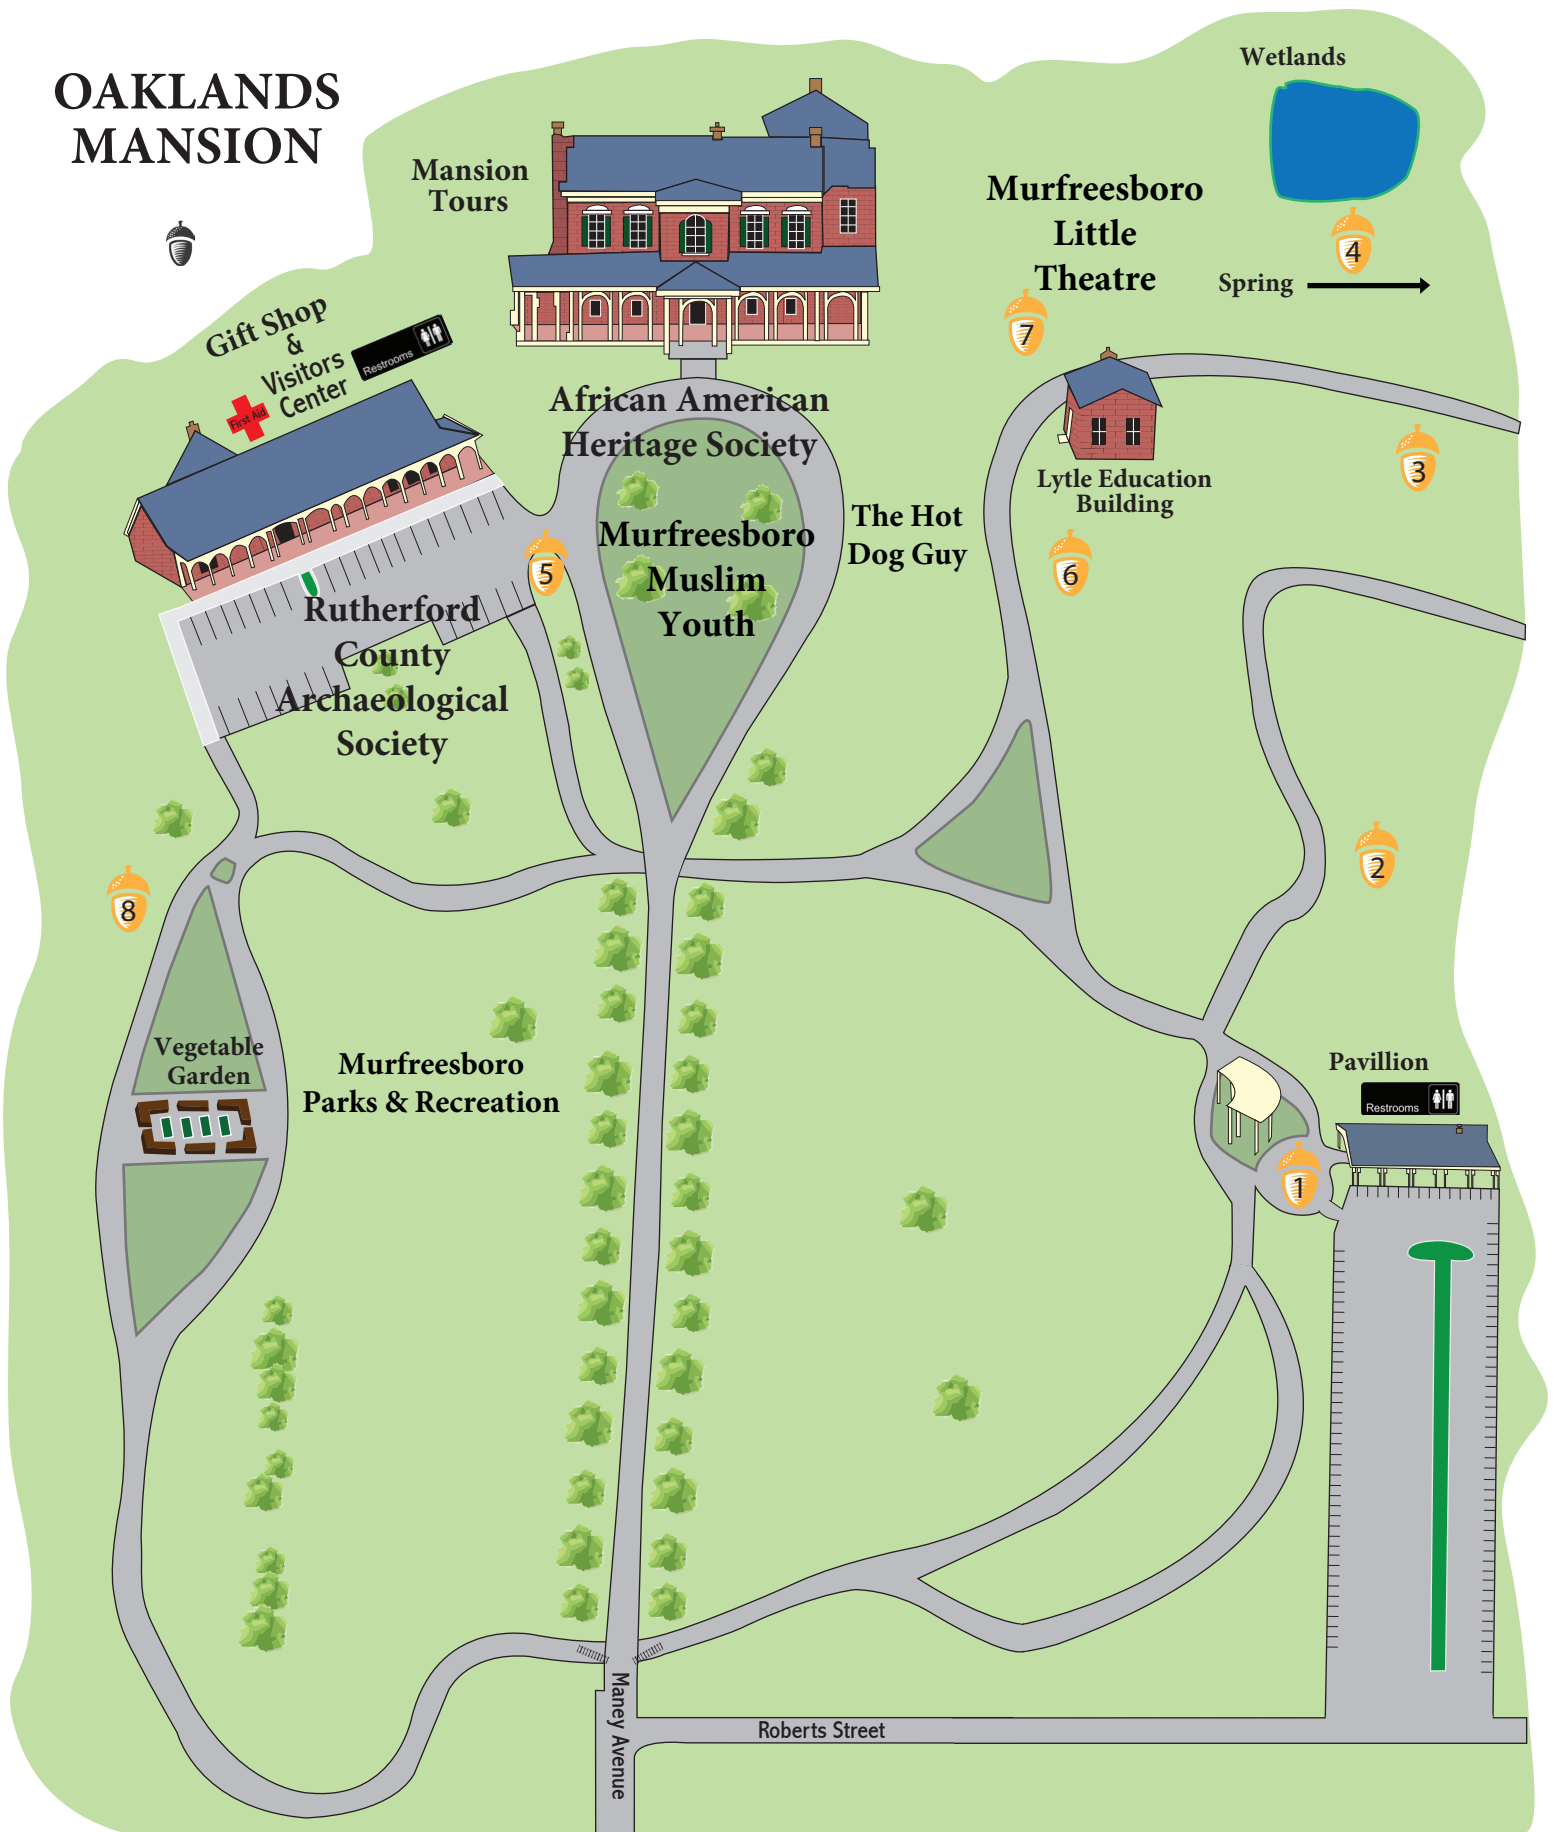 OAKLANDS
MANSION
Wetlands
4
Spring
Mansion
Tours
Murfreesboro
Little
Theatre
7
Gift Shop
&
Visitors
Center
Restrooms
First Aid
African American
Heritage Society
Lytle Education
Building
3
The Hot
Dog Guy
Murfreesboro
Muslim
Youth
5
6
Rutherford
County
Archaeological
Society
2
8
Vegetable
Garden
Murfreesboro
Parks & Recreation
Pavillion
Restrooms
1
Maney Avenue
Roberts Street